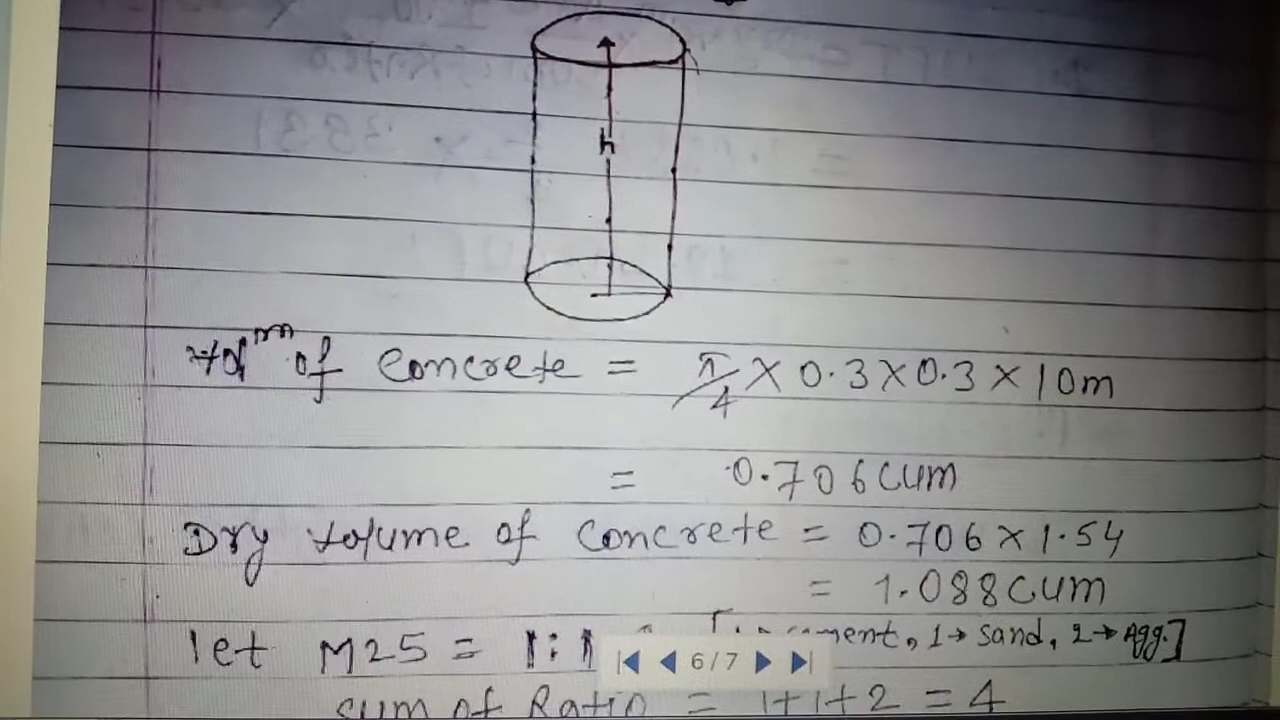 h
Vol^m of concrete = π/4 × 0.3 × 0.3 × 10m
= 0.706 cum
Dry volume of concrete = 0.706 × 1.54
= 1.088 cum
let M25 = 1:1 cement, 1→ sand, 2→ Agg.]
6/7
sum of Ratio = 1+1+2 = 4